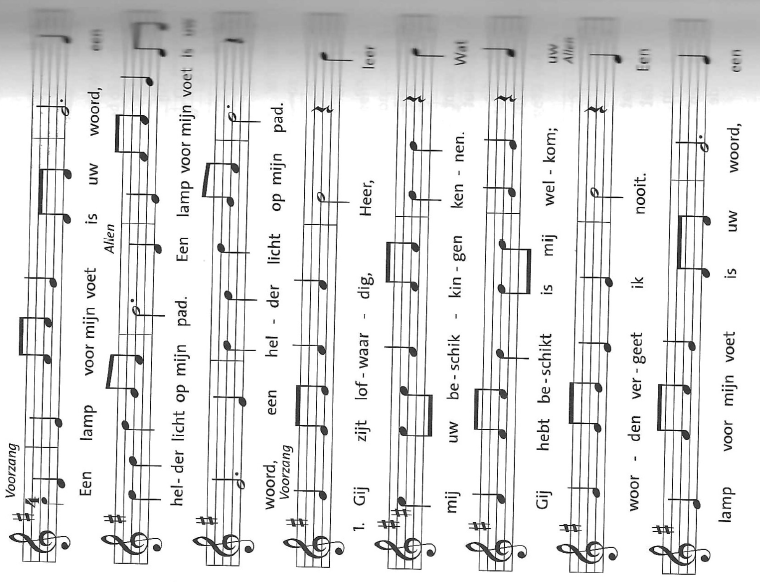 Voorzang
4
Een lamp voor mijn voet is uw woord, een
Allen
hel - der licht op mijn pad. Een lamp voor mijn voet is uw
woord, een hel - der licht op mijn pad.
Voorzang
1. Gij zijt lof - waar - dig, Heer, leer
mij uw be - schik - kin - gen ken - nen. Wat
Gij hebt be - schikt is mij wel - kom; uw
Allen
woor - den ver - geet ik nooit. Een
lamp voor mijn voet is uw woord, een